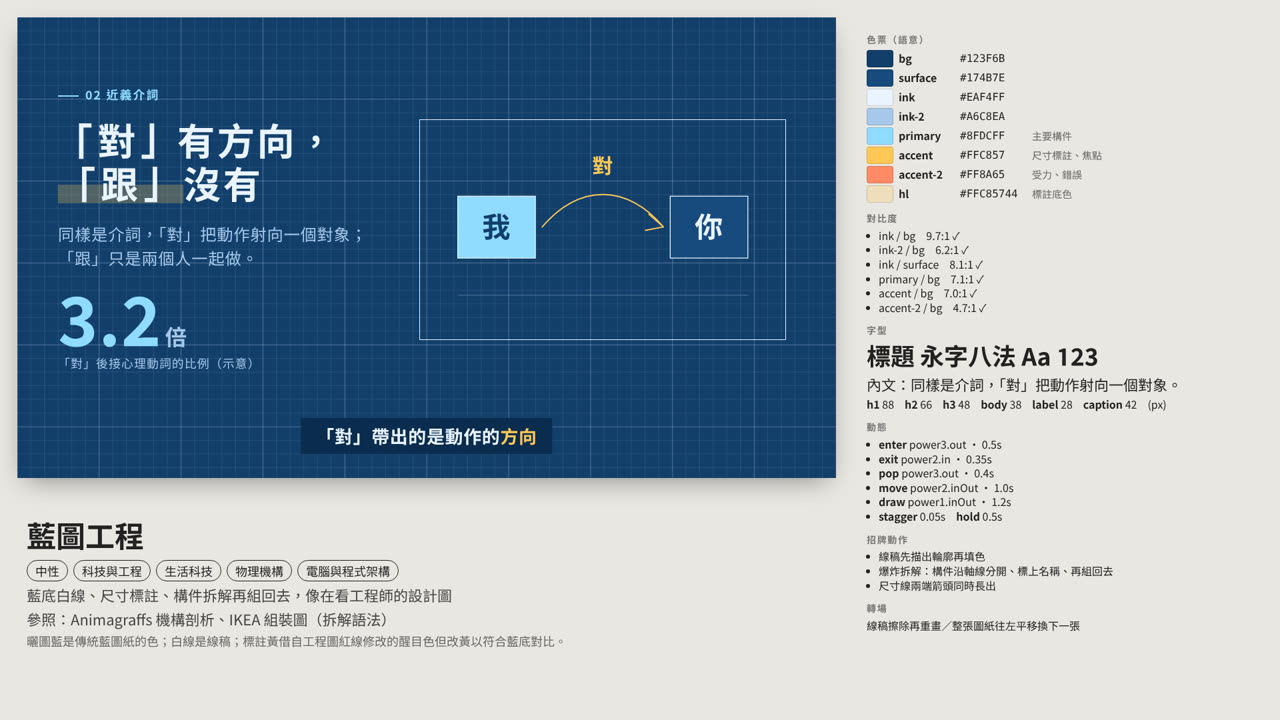 02 近義介詞
「對」有方向，
「跟」沒有
同樣是介詞，「對」把動作射向一個對象；
「跟」只是兩個人一起做。
3.2 倍
「對」後接心理動詞的比例（示意）
對
我
你
「對」帶出的是動作的方向
藍圖工程
中性 科技與工程 生活科技 物理機構 電腦與程式架構
藍底白線、尺寸標註、構件拆解再組回去，像在看工程師的設計圖
參照：Animagraffs 機構剖析、IKEA 組裝圖（拆解語法）
曬圖藍是傳統藍圖紙的色；白線是線稿；標註黃借自工程圖紅線修改的醒目色但改黃以符合藍底對比。
色票（語意）
bg #123F6B
surface #174B7E
ink #EAF4FF
ink-2 #A6C8EA
primary #8FDCFF 主要構件
accent #FFC857 尺寸標註、焦點
accent-2 #FF8A65 受力、錯誤
hl #FFC85744 標註底色
對比度
• ink / bg 9.7:1 ✓
• ink-2 / bg 6.2:1 ✓
• ink / surface 8.1:1 ✓
• primary / bg 7.1:1 ✓
• accent / bg 7.0:1 ✓
• accent-2 / bg 4.7:1 ✓
字型
標題 永字八法 Aa 123
內文：同樣是介詞，「對」把動作射向一個對象。
h1 88 h2 66 h3 48 body 38 label 28 caption 42 (px)
動態
• enter power3.out · 0.5s
• exit power2.in · 0.35s
• pop power3.out · 0.4s
• move power2.inOut · 1.0s
• draw power1.inOut · 1.2s
• stagger 0.05s hold 0.5s
招牌動作
• 線稿先描出輪廓再填色
• 爆炸拆解：構件沿軸線分開、標上名稱、再組回去
• 尺寸線兩端箭頭同時長出
轉場
線稿擦除再重畫／整張圖紙往左平移換下一張